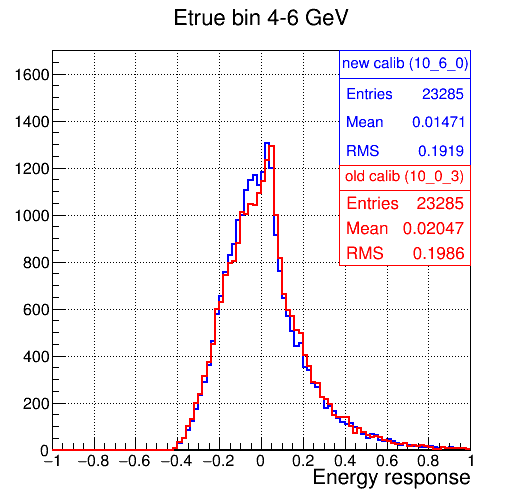 Etrue bin 4-6 GeV
new calib (10_6_0)
Entries 23285
Mean 0.01471
RMS 0.1919
old calib (10_0_3)
Entries 23285
Mean 0.02047
RMS 0.1986
1600
1400
1200
1000
800
600
400
200
0
−1 −0.8 −0.6 −0.4 −0.2 0 0.2 0.4 0.6 0.8 1
Energy response